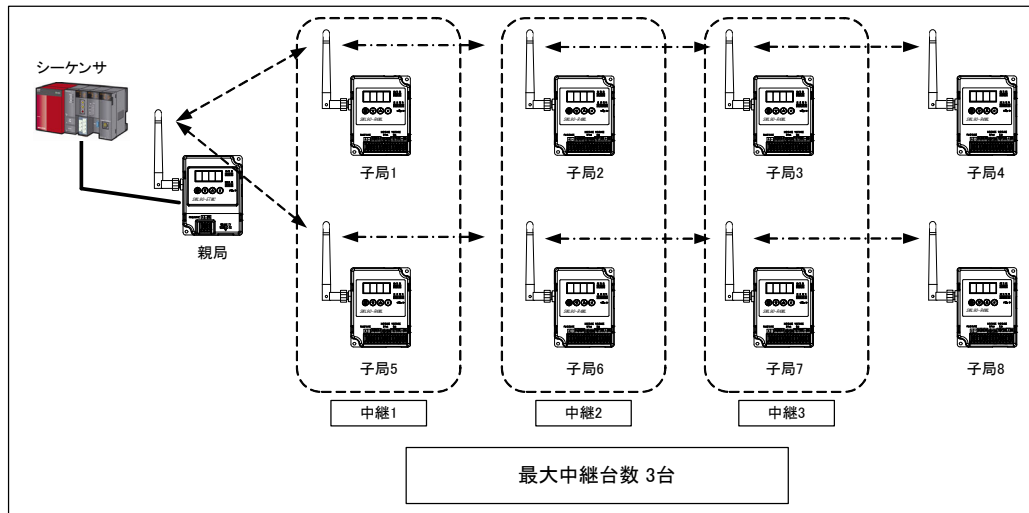 シーケンサ
親局
子局1
子局2
子局3
子局4
子局5
子局6
子局7
子局8
中継1
中継2
中継3
最大中継台数 3台